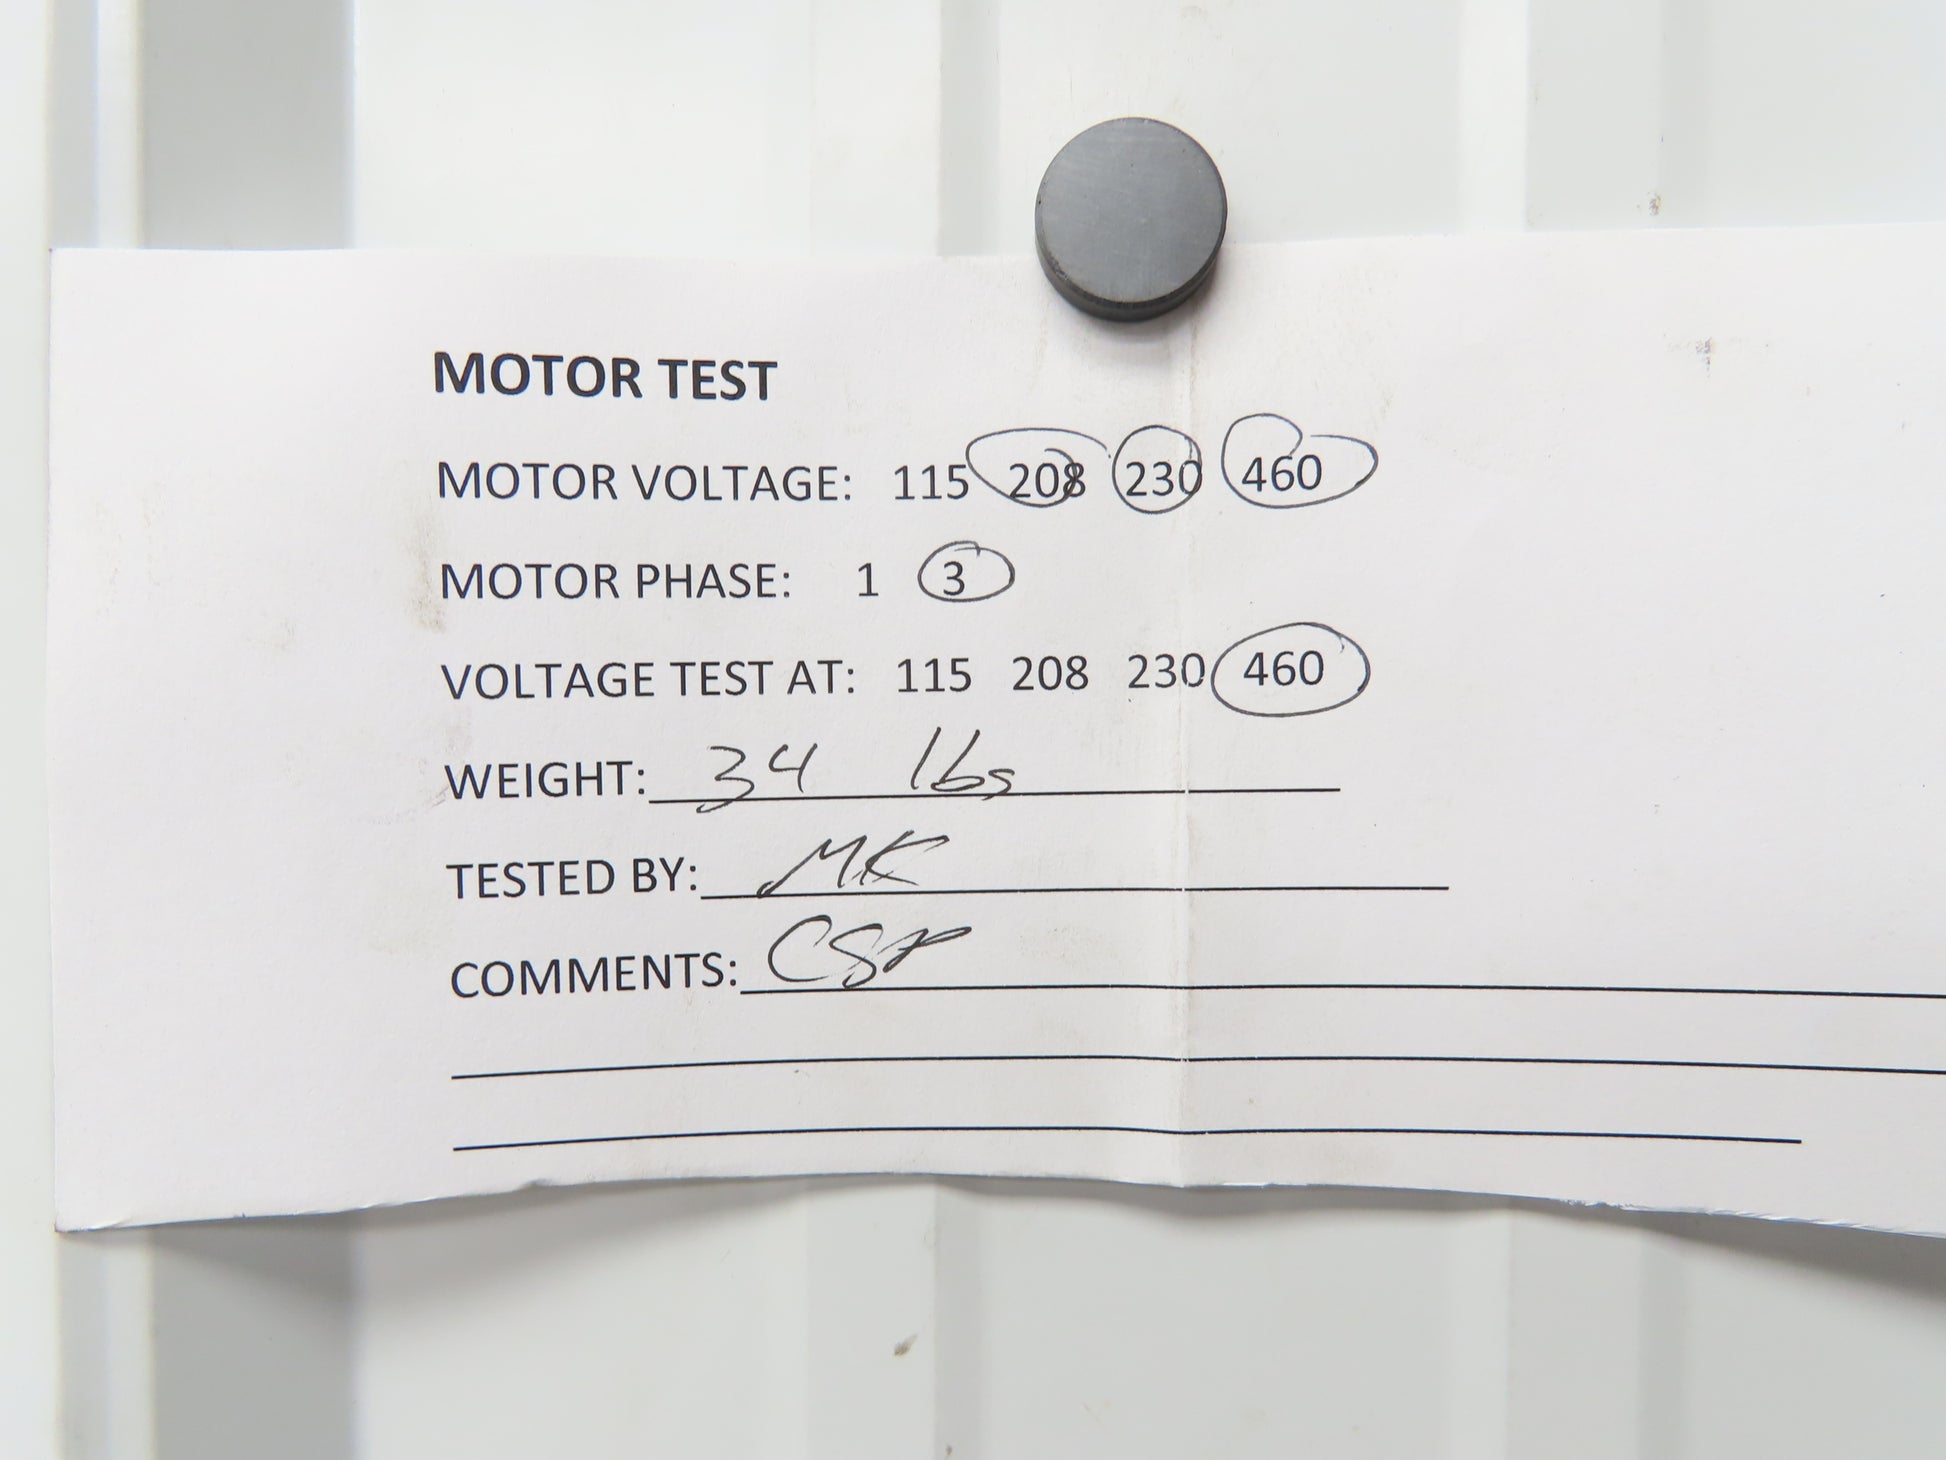 MOTOR TEST
MOTOR VOLTAGE: 115 208 230 460
MOTOR PHASE: 1 3
VOLTAGE TEST AT: 115 208 230 460
WEIGHT: 34 lbs
TESTED BY: MK
COMMENTS: